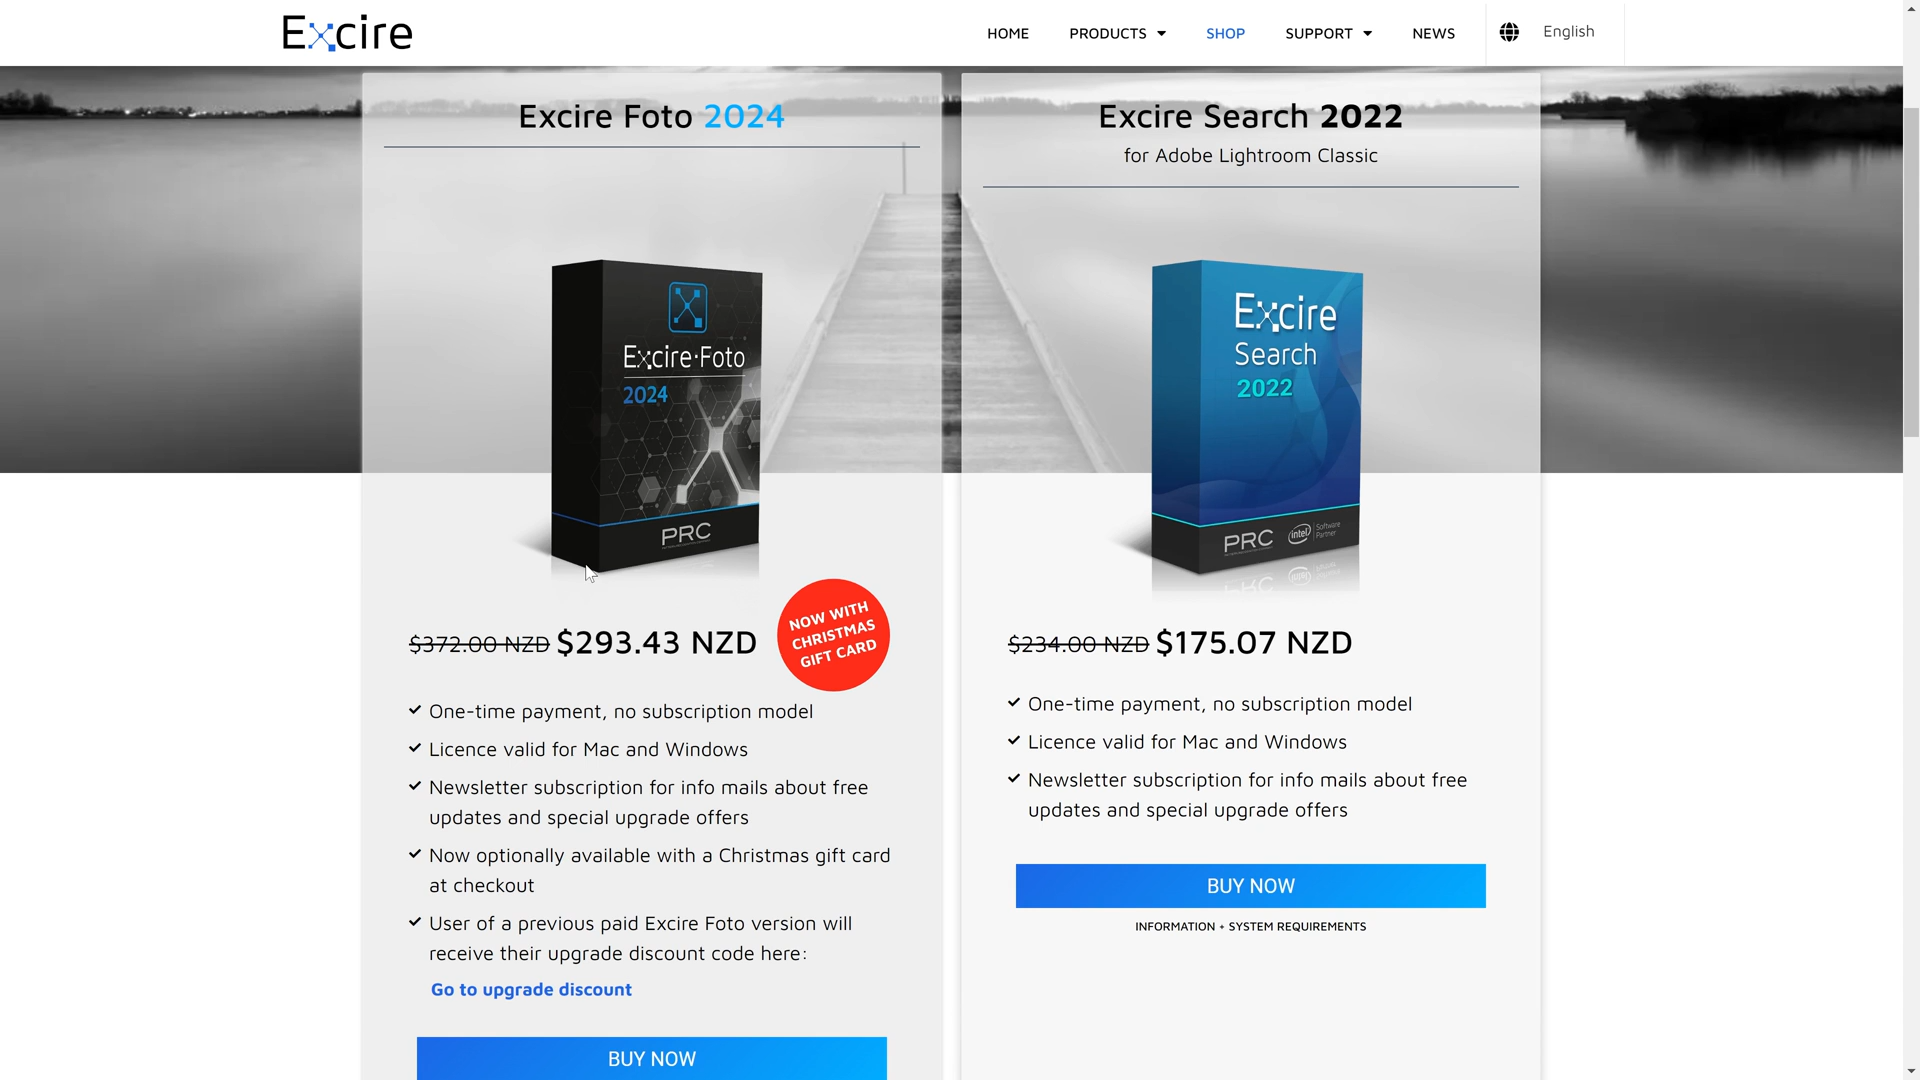 Excire
HOME
PRODUCTS
SHOP
SUPPORT
NEWS
English
Excire Foto 2024
Excire·Foto
2024
PRC
$372.00 NZD $293.43 NZD
NOW WITH
CHRISTMAS
GIFT CARD
One-time payment, no subscription model
Licence valid for Mac and Windows
Newsletter subscription for info mails about free
updates and special upgrade offers
Now optionally available with a Christmas gift card
at checkout
User of a previous paid Excire Foto version will
receive their upgrade discount code here:
Go to upgrade discount
BUY NOW
Excire Search 2022
for Adobe Lightroom Classic
Excire
Search
2022
PRC
intel Software
Partner
$234.00 NZD $175.07 NZD
One-time payment, no subscription model
Licence valid for Mac and Windows
Newsletter subscription for info mails about free
updates and special upgrade offers
BUY NOW
INFORMATION + SYSTEM REQUIREMENTS